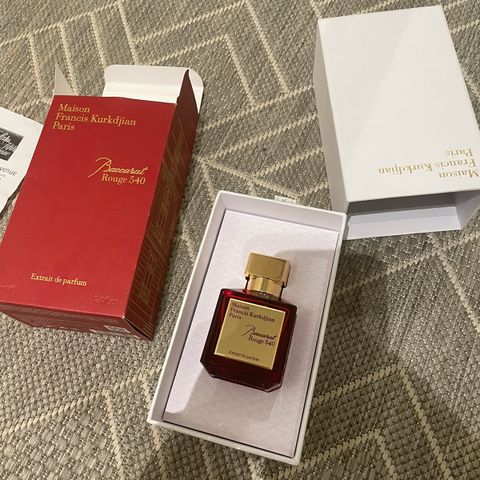 Maison
Francis Kurkdjian
Paris
Baccarat
Rouge 540
Extrait de parfum
Maison
Francis Kurkdjian
Paris
Maison
Francis Kurkdjian
Paris
Baccarat
Rouge 540
Extrait de parfum